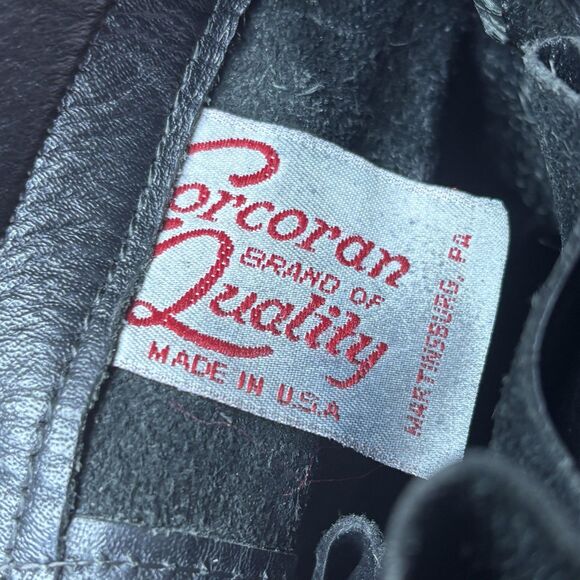 Corcoran
BRAND OF
Quality
MADE IN U.S.A
MARTINSBURG, PA